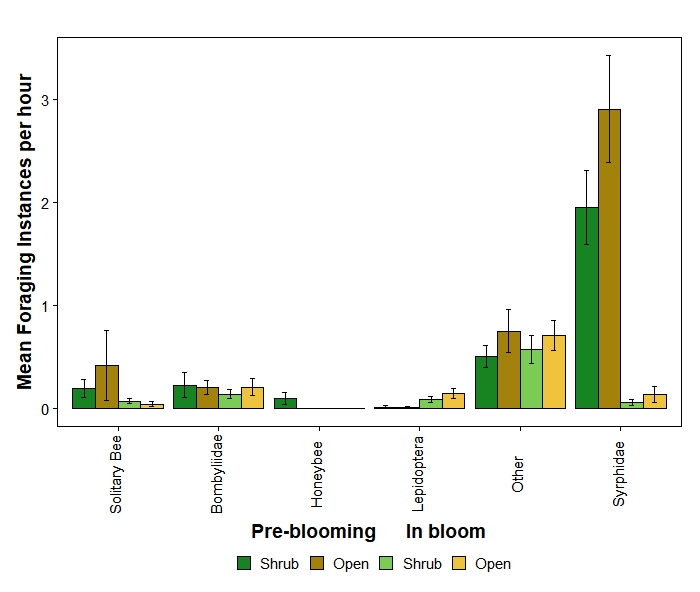 Mean Foraging Instances per hour
3
2
1
0
Solitary Bee
Bombyliidae
Honeybee
Lepidoptera
Other
Syrphidae
Pre-blooming In bloom
Shrub Open Shrub Open